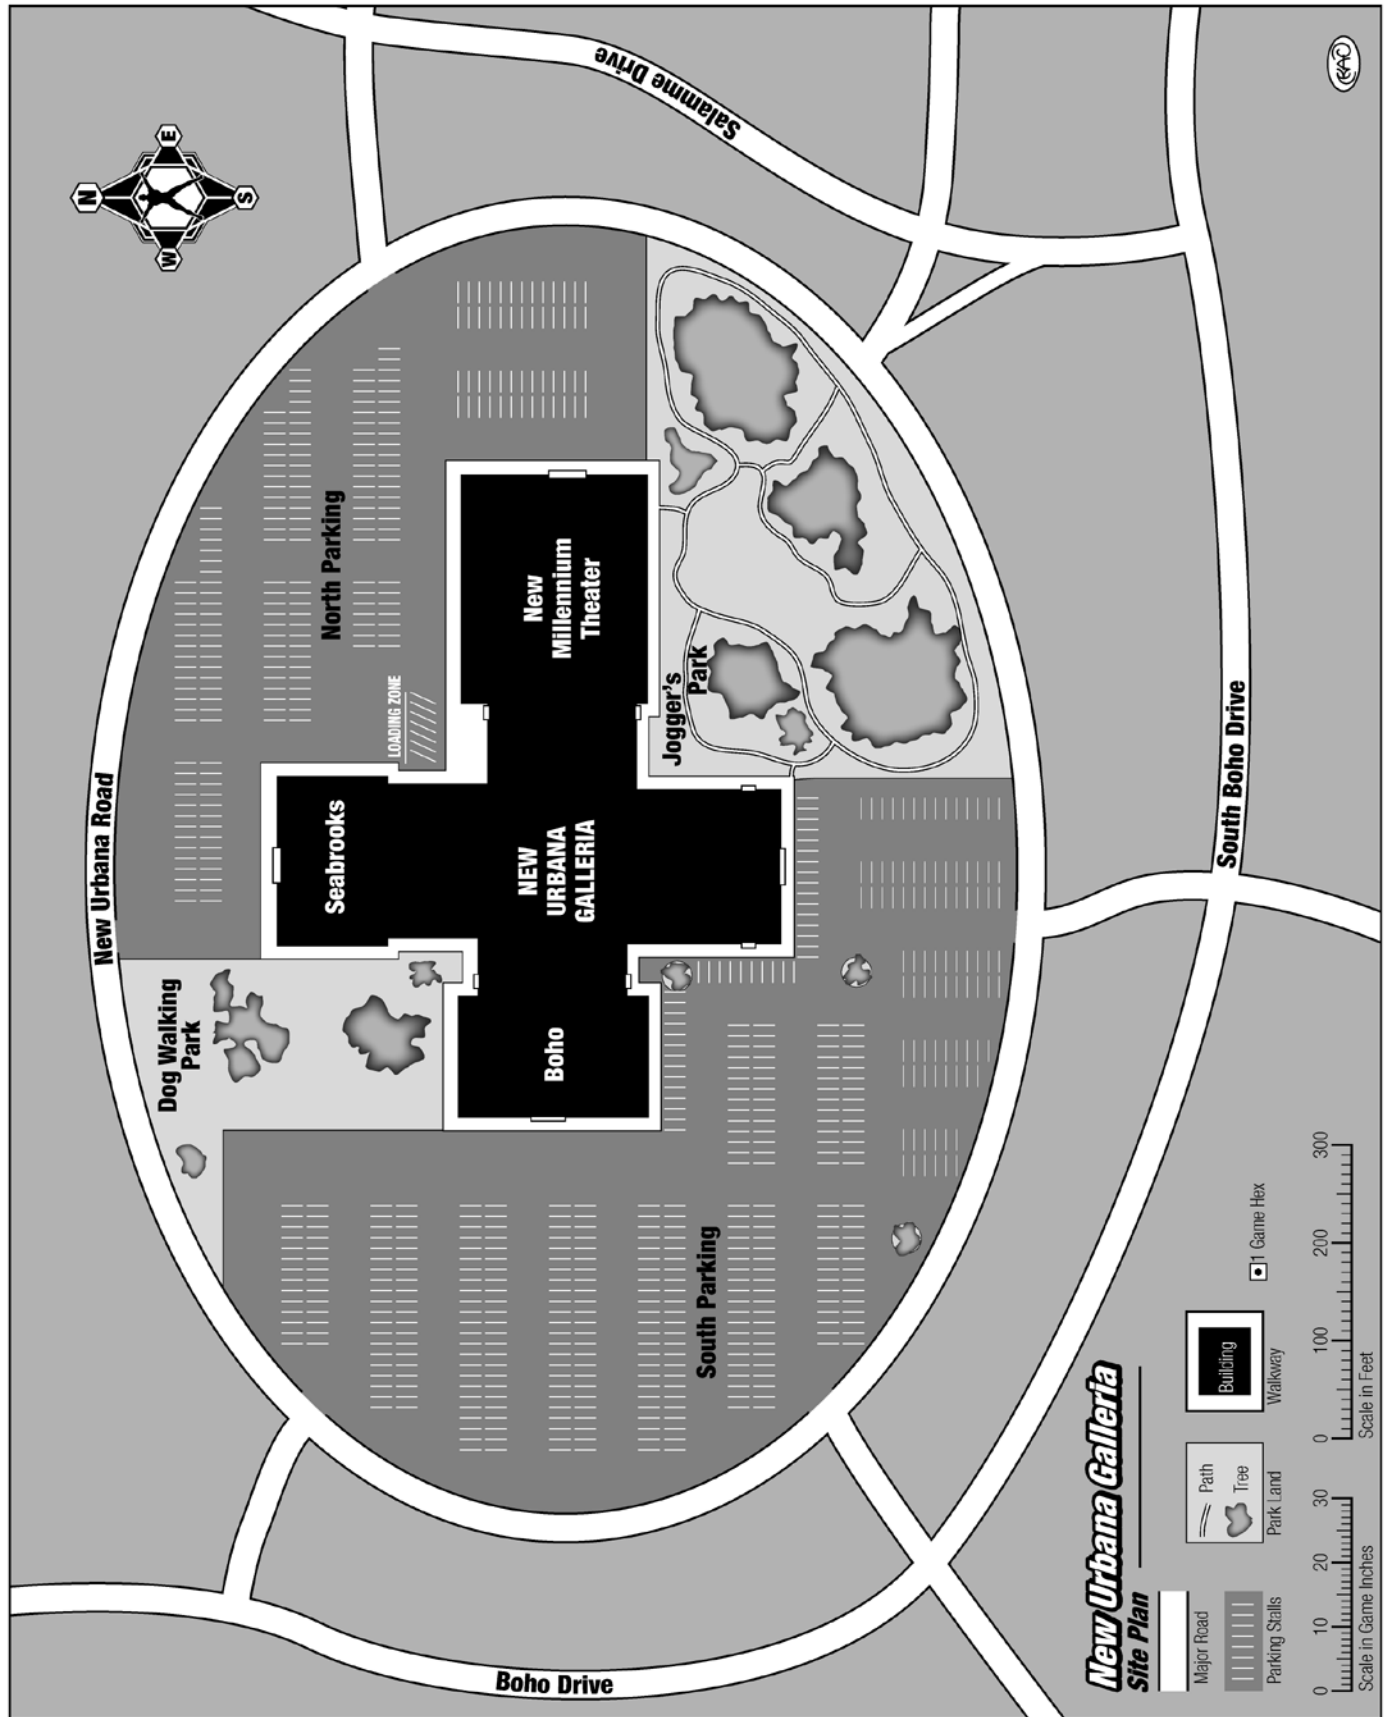 N
W
E
S
Salamme Drive
New Urbana Road
North Parking
LOADING ZONE
Seabrooks
New
Millennium
Theater
NEW
URBANA
GALLERIA
Boho
Dog Walking
Park
Jogger's
Park
South Parking
South Boho Drive
Boho Drive
New Urbana Galleria
Site Plan
Major Road
Parking Stalls
Path
Tree
Park Land
Building
Walkway
1 Game Hex
0 10 20 30
Scale in Game Inches
0 100 200 300
Scale in Feet